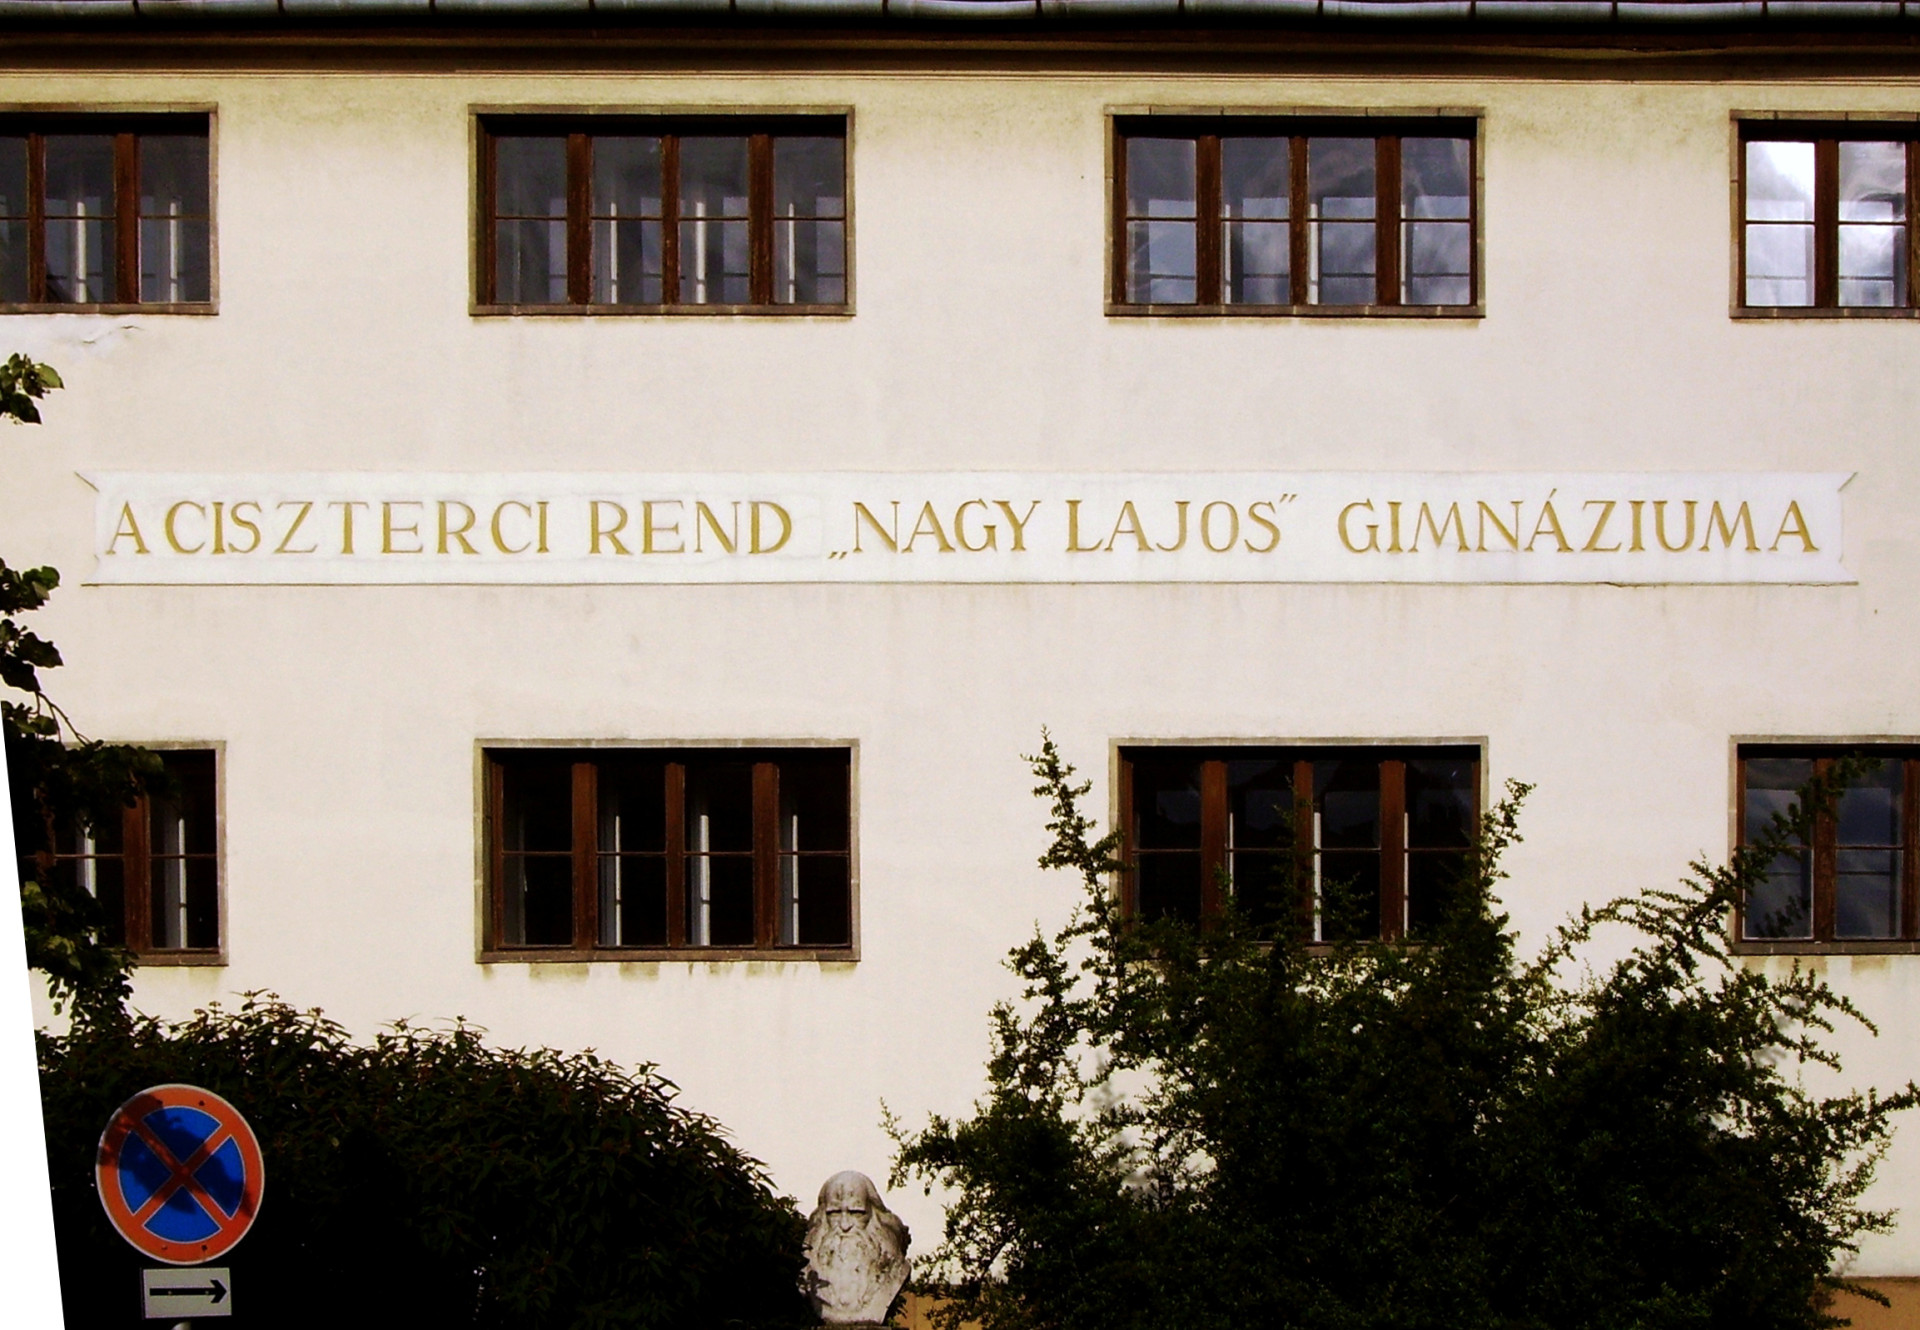 A CISZTERCI REND „NAGY LAJOS” GIMNÁZIUMA